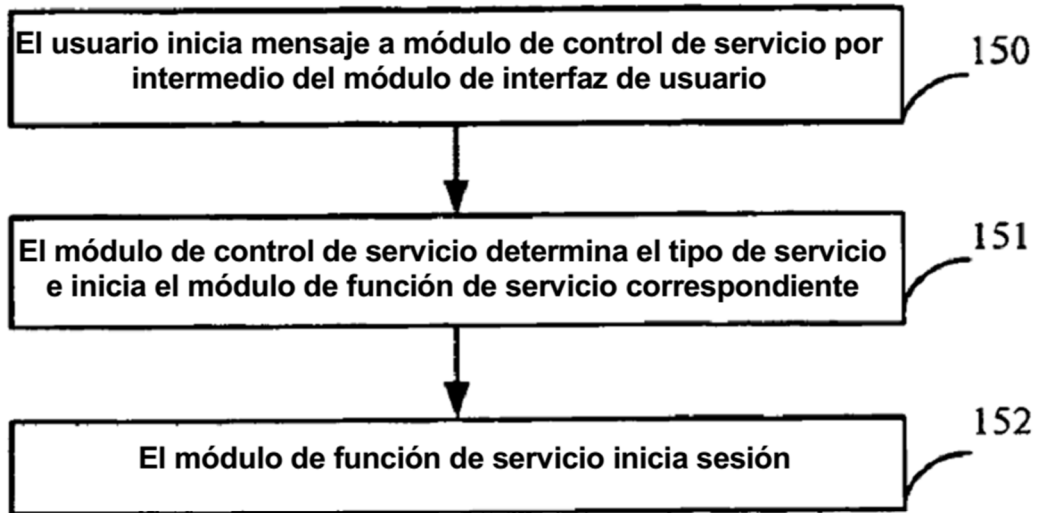 El usuario inicia mensaje a módulo de control de servicio por
intermedio del módulo de interfaz de usuario
150
El módulo de control de servicio determina el tipo de servicio
e inicia el módulo de función de servicio correspondiente
151
El módulo de función de servicio inicia sesión
152